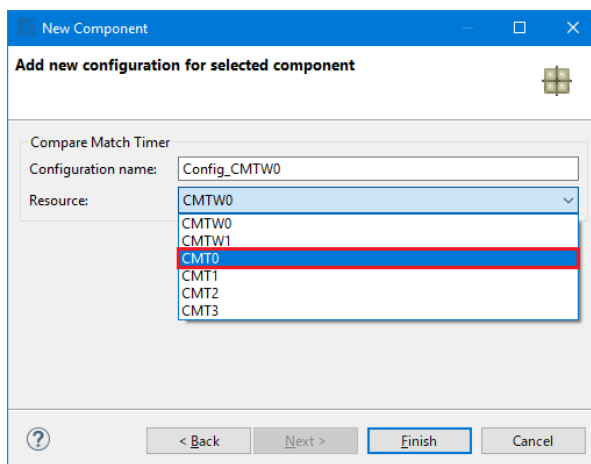 New Component
Add new configuration for selected component
Compare Match Timer
Configuration name: Config_CMTW0
Resource: CMTW0
CMTW0
CMTW1
CMT0
CMT1
CMT2
CMT3
? < Back Next > Finish Cancel